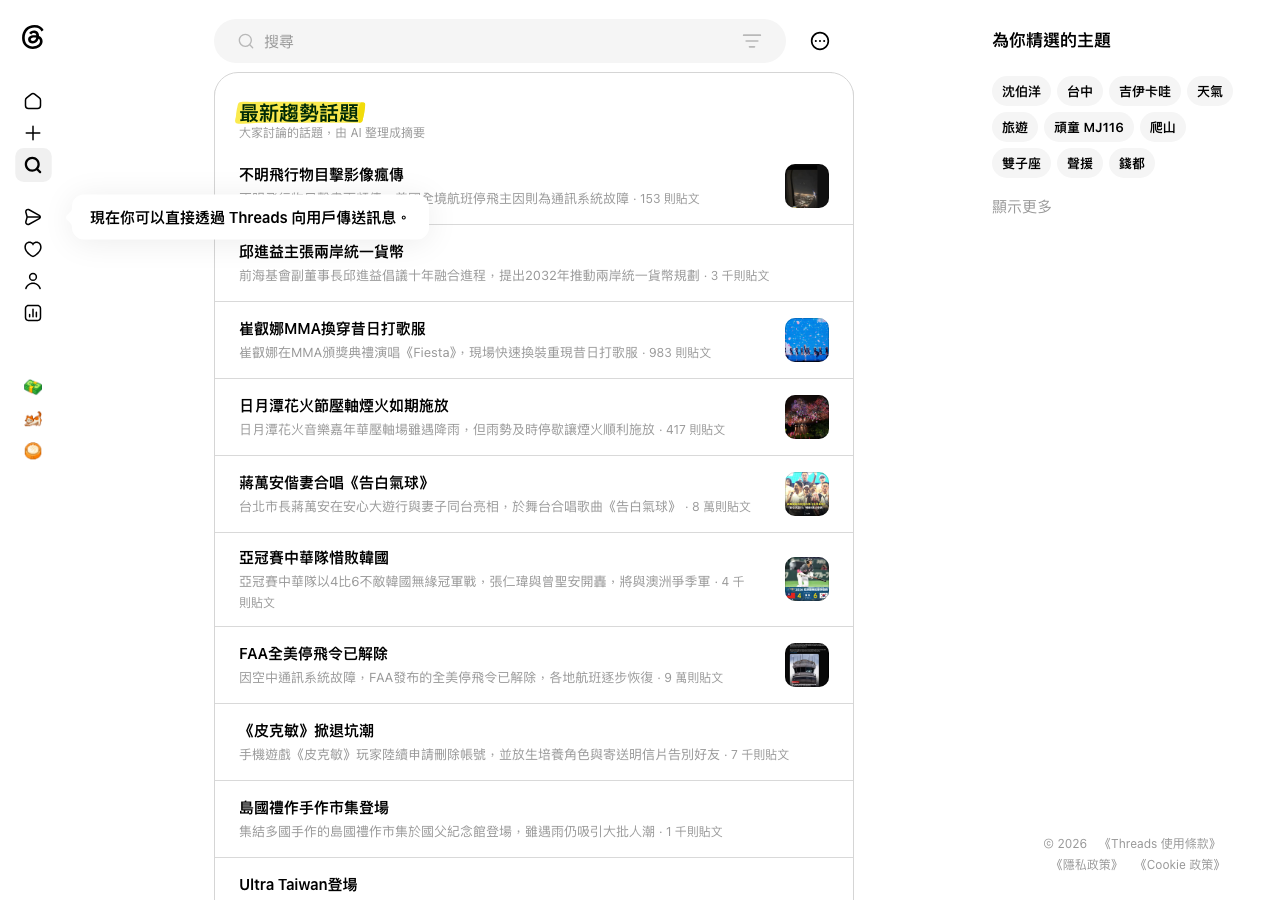 搜尋
最新趨勢話題
大家討論的話題，由 AI 整理成摘要
不明飛行物目擊影像瘋傳
全境航班停飛主因則為通訊系統故障 · 153 則貼文
現在你可以直接透過 Threads 向用戶傳送訊息。
邱進益主張兩岸統一貨幣
前海基會副董事長邱進益倡議十年融合進程，提出2032年推動兩岸統一貨幣規劃 · 3 千則貼文
崔叡娜MMA換穿昔日打歌服
崔叡娜在MMA頒獎典禮演唱《Fiesta》，現場快速換裝重現昔日打歌服 · 983 則貼文
日月潭花火節壓軸煙火如期施放
日月潭花火音樂嘉年華壓軸場雖遇降雨，但雨勢及時停歇讓煙火順利施放 · 417 則貼文
蔣萬安偕妻合唱《告白氣球》
台北市長蔣萬安在安心大遊行與妻子同台亮相，於舞台合唱歌曲《告白氣球》 · 8 萬則貼文
亞冠賽中華隊惜敗韓國
亞冠賽中華隊以4比6不敵韓國無緣冠軍戰，張仁瑋與曾聖安開轟，將與澳洲爭季軍 · 4 千
則貼文
FAA全美停飛令已解除
因空中通訊系統故障，FAA發布的全美停飛令已解除，各地航班逐步恢復 · 9 萬則貼文
《皮克敏》掀退坑潮
手機遊戲《皮克敏》玩家陸續申請刪除帳號，並放生培養角色與寄送明信片告別好友 · 7 千則貼文
島國禮作手作市集登場
集結多國手作的島國禮作市集於國父紀念館登場，雖遇雨仍吸引大批人潮 · 1 千則貼文
Ultra Taiwan登場
為你精選的主題
沈伯洋 台中 吉伊卡哇 天氣
旅遊 頑童 MJ116 爬山
雙子座 聲援 錢都
顯示更多
© 2026 《Threads 使用條款》
《隱私政策》 《Cookie 政策》